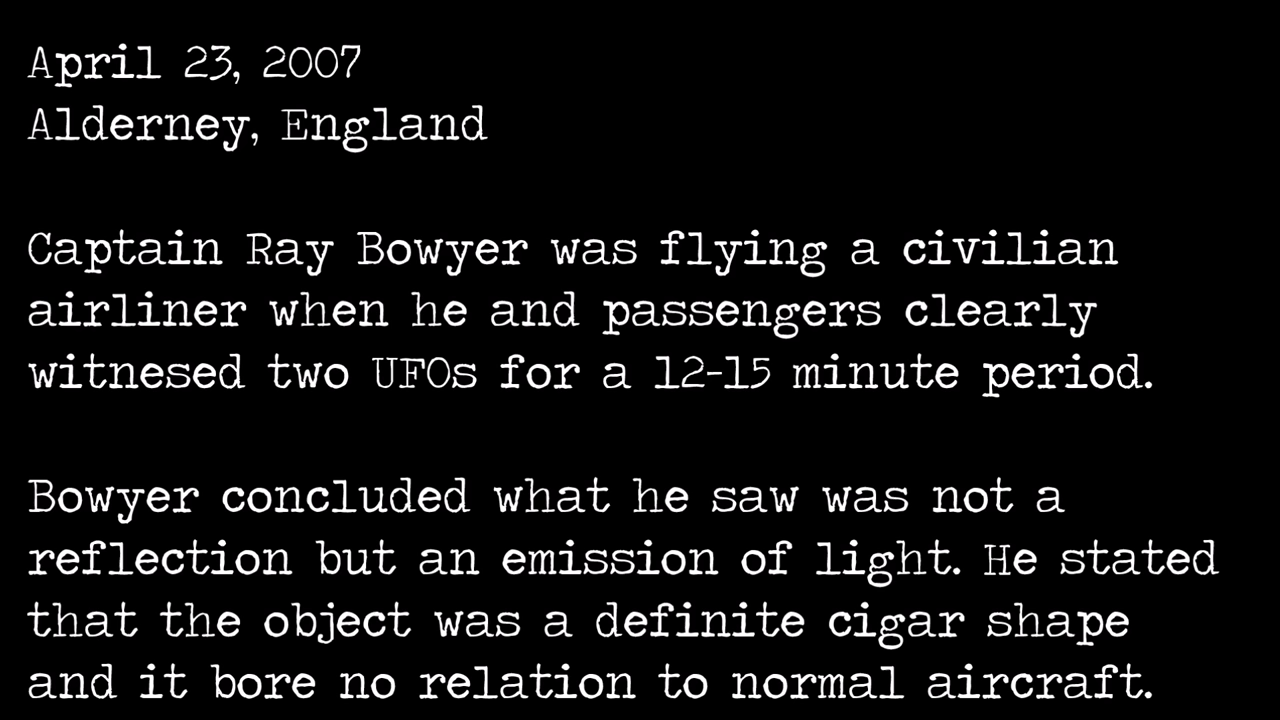 April 23, 2007
Alderney, England
Captain Ray Bowyer was flying a civilian
airliner when he and passengers clearly
witnesed two UFOs for a 12-15 minute period.
Bowyer concluded what he saw was not a
reflection but an emission of light. He stated
that the object was a definite cigar shape
and it bore no relation to normal aircraft.